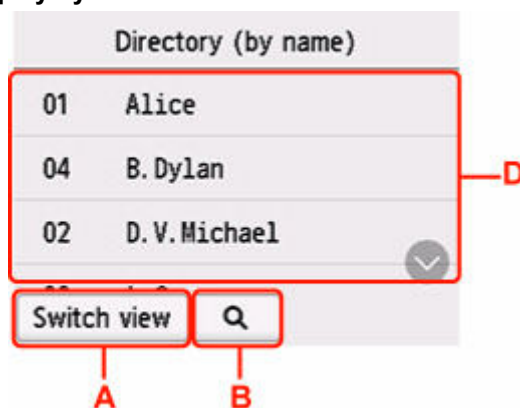 Directory (by name)
01 Alice
04 B.Dylan
02 D.V.Michael
D
Switch view
A B